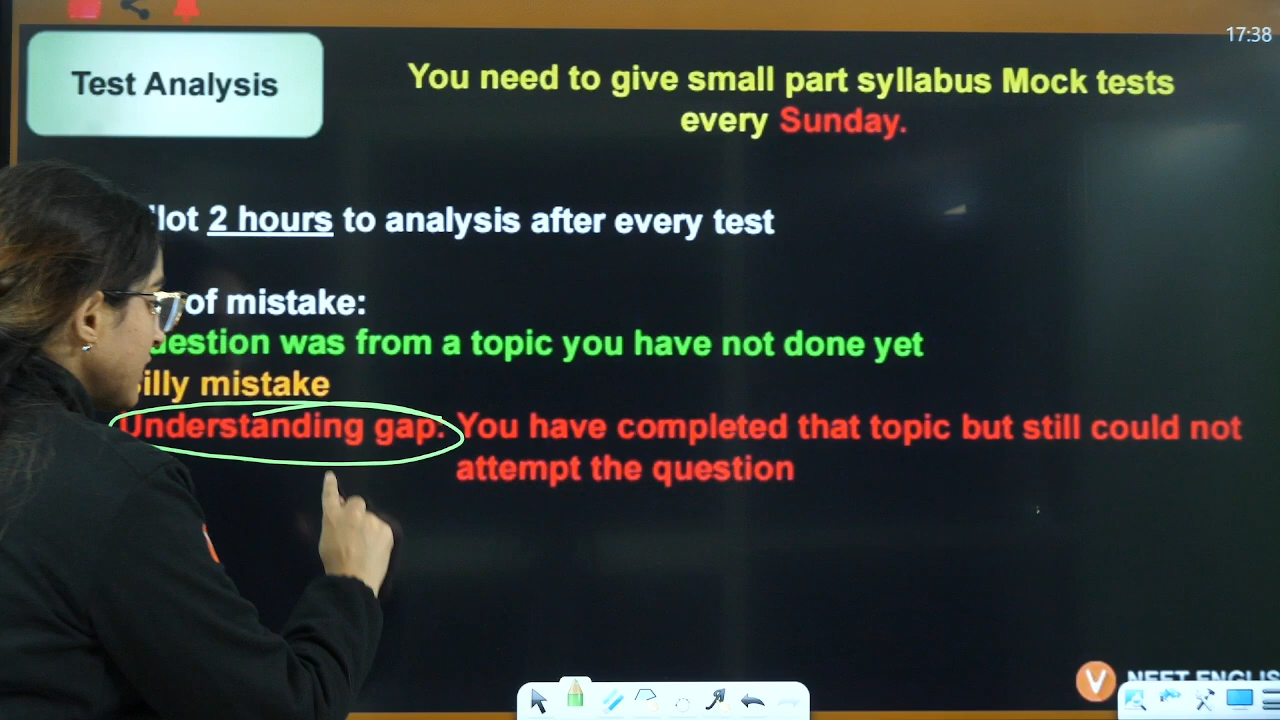 17:38
Test Analysis
You need to give small part syllabus Mock tests
every Sunday.
2 hours to analysis after every test
of mistake:
was from a topic you have not done yet
mistake
Understanding gap: You have completed that topic but still could not
attempt the question
V NEET